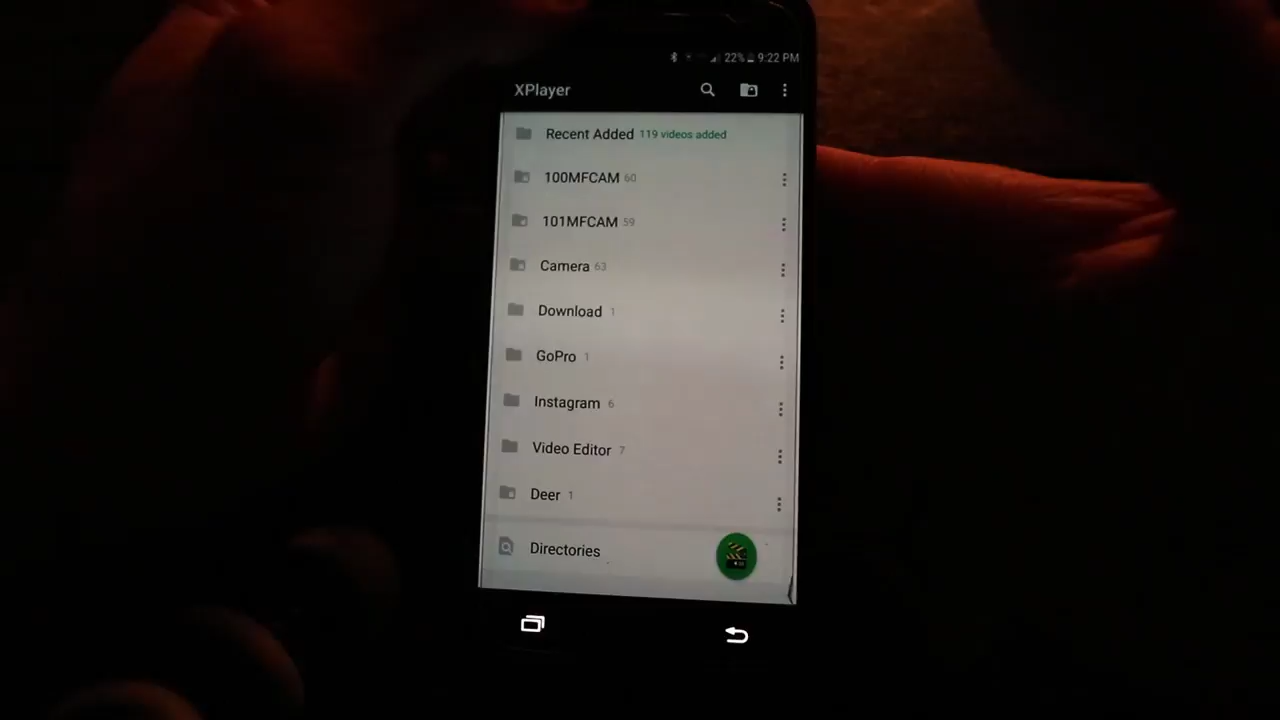 22% 9:22 PM
XPlayer
Recent Added 119 videos added
100MFCAM 60
101MFCAM 59
Camera 63
Download 1
GoPro 1
Instagram 6
Video Editor 7
Deer 1
Directories